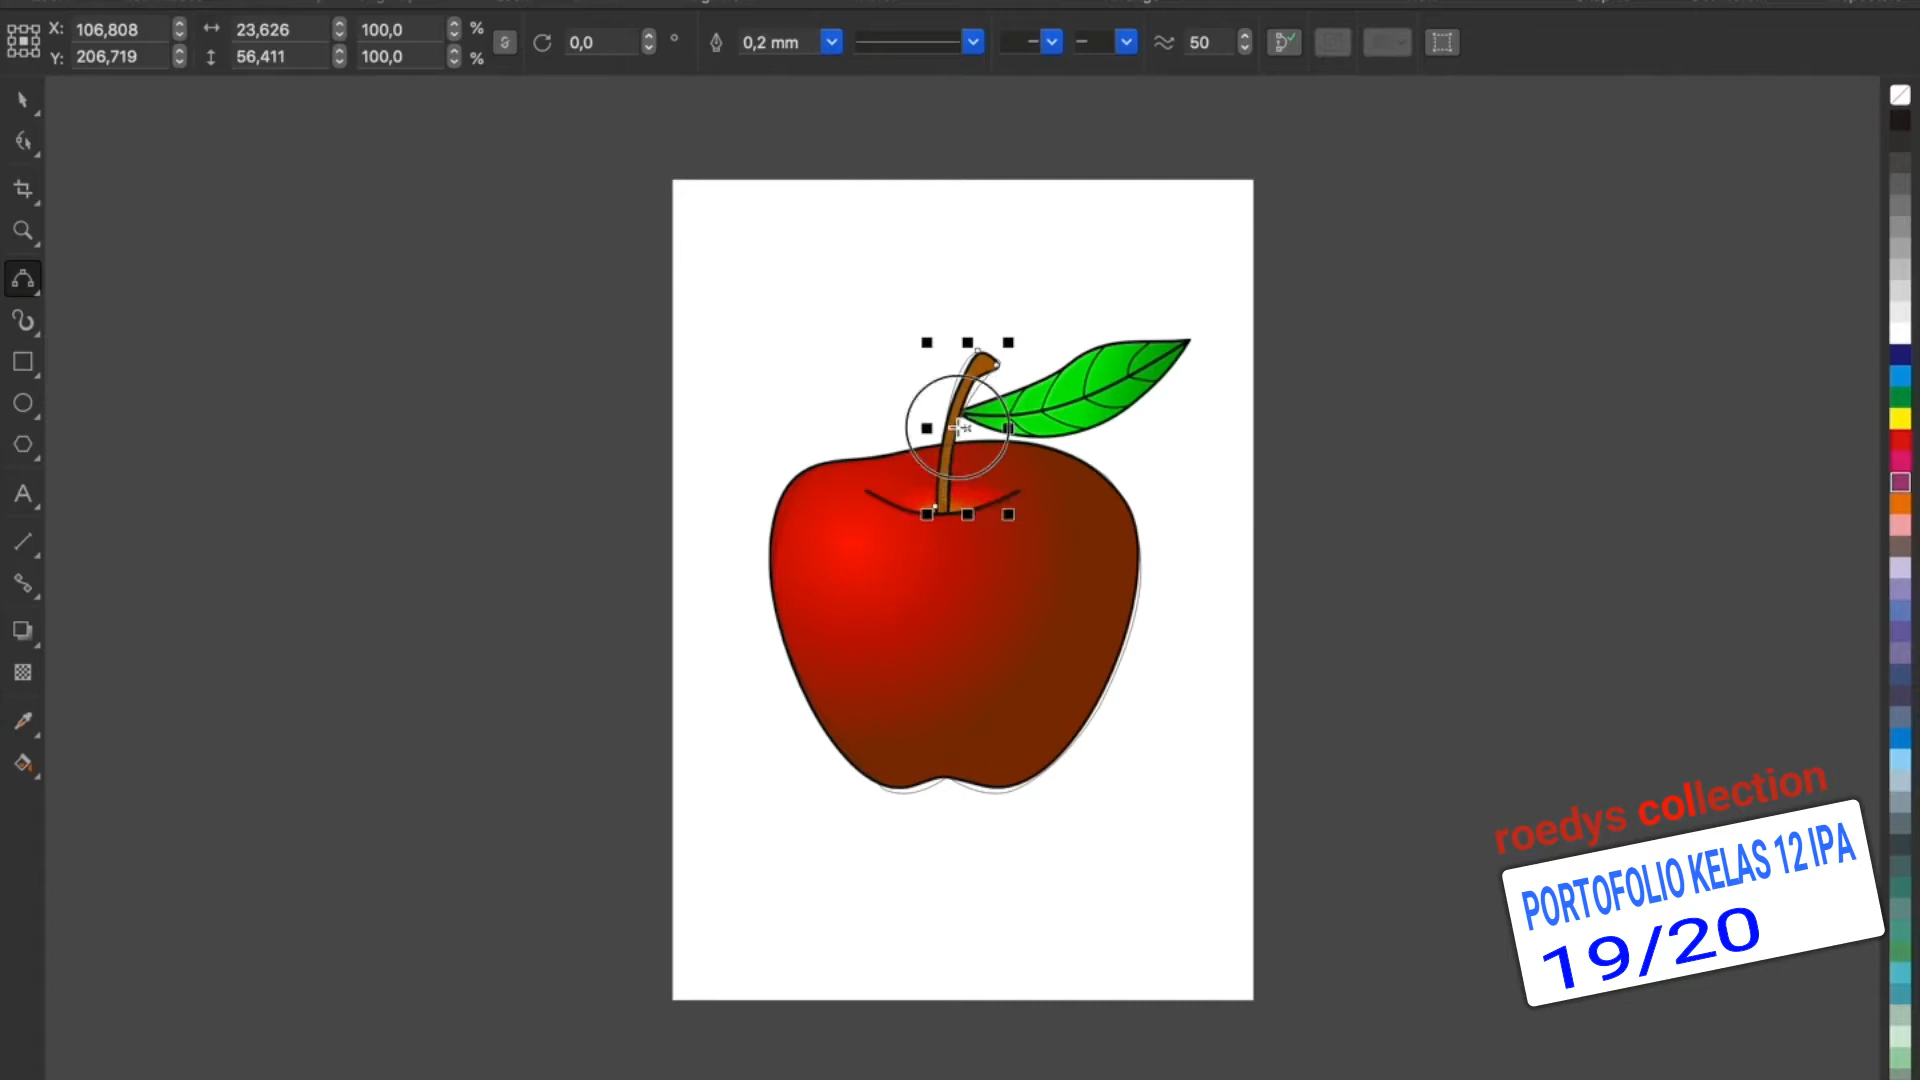 X: 106,808 23,626 100,0 %
Y: 206,719 56,411 100,0 %
0,0 °
0,2 mm
50
roedys collection
PORTOFOLIO KELAS 12 IPA
19/20